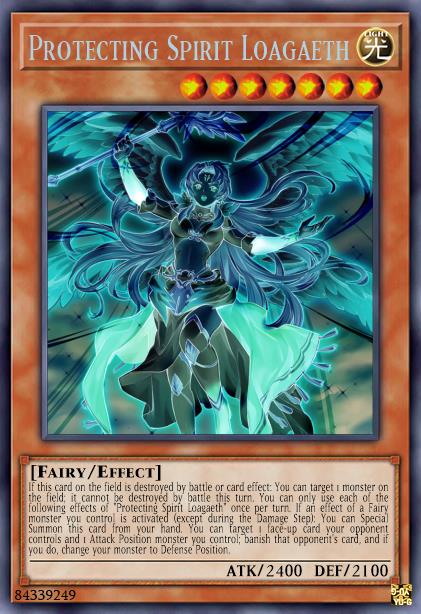 PROTECTING SPIRIT LOAGAETH
LIGHT
光
[FAIRY/EFFECT]
If this card on the field is destroyed by battle or card effect: You can target 1 monster on
the field; it cannot be destroyed by battle this turn. You can only use each of the
following effects of "Protecting Spirit Loagaeth" once per turn. If an effect of a Fairy
monster you control is activated (except during the Damage Step): You can Special
Summon this card from your hand. You can target 1 face-up card your opponent
controls and 1 Attack Position monster you control; banish that opponent's card, and if
you do, change your monster to Defense Position.
ATK/2400 DEF/2100
84339249